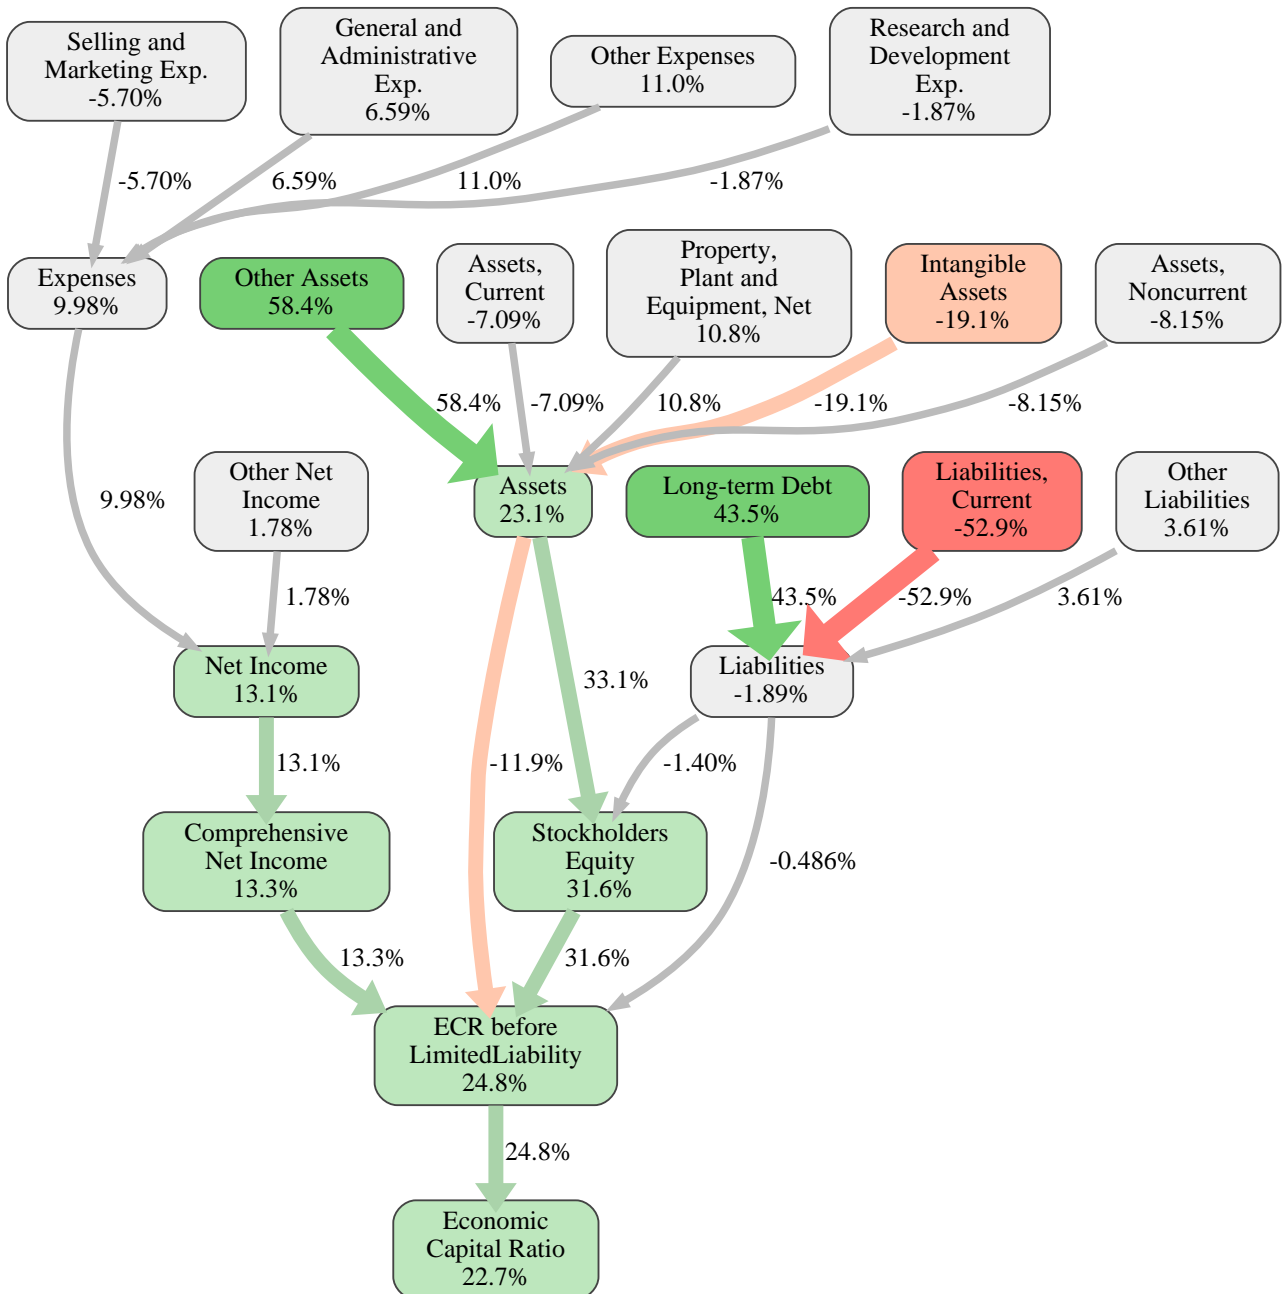 Selling and
Marketing Exp.
-5.70%
General and
Administrative
Exp.
6.59%
Other Expenses
11.0%
Research and
Development
Exp.
-1.87%
-5.70%
6.59%
11.0%
-1.87%
Expenses
9.98%
Other Assets
58.4%
Assets,
Current
-7.09%
Property,
Plant and
Equipment, Net
10.8%
Intangible
Assets
-19.1%
Assets,
Noncurrent
-8.15%
58.4%
-7.09%
10.8%
-19.1%
-8.15%
9.98%
Other Net
Income
1.78%
Assets
23.1%
Long-term Debt
43.5%
Liabilities,
Current
-52.9%
Other
Liabilities
3.61%
1.78%
43.5%
-52.9%
3.61%
Net Income
13.1%
33.1%
Liabilities
-1.89%
13.1%
-11.9%
-1.40%
Comprehensive
Net Income
13.3%
Stockholders
Equity
31.6%
-0.486%
13.3%
31.6%
ECR before
LimitedLiability
24.8%
24.8%
Economic
Capital Ratio
22.7%